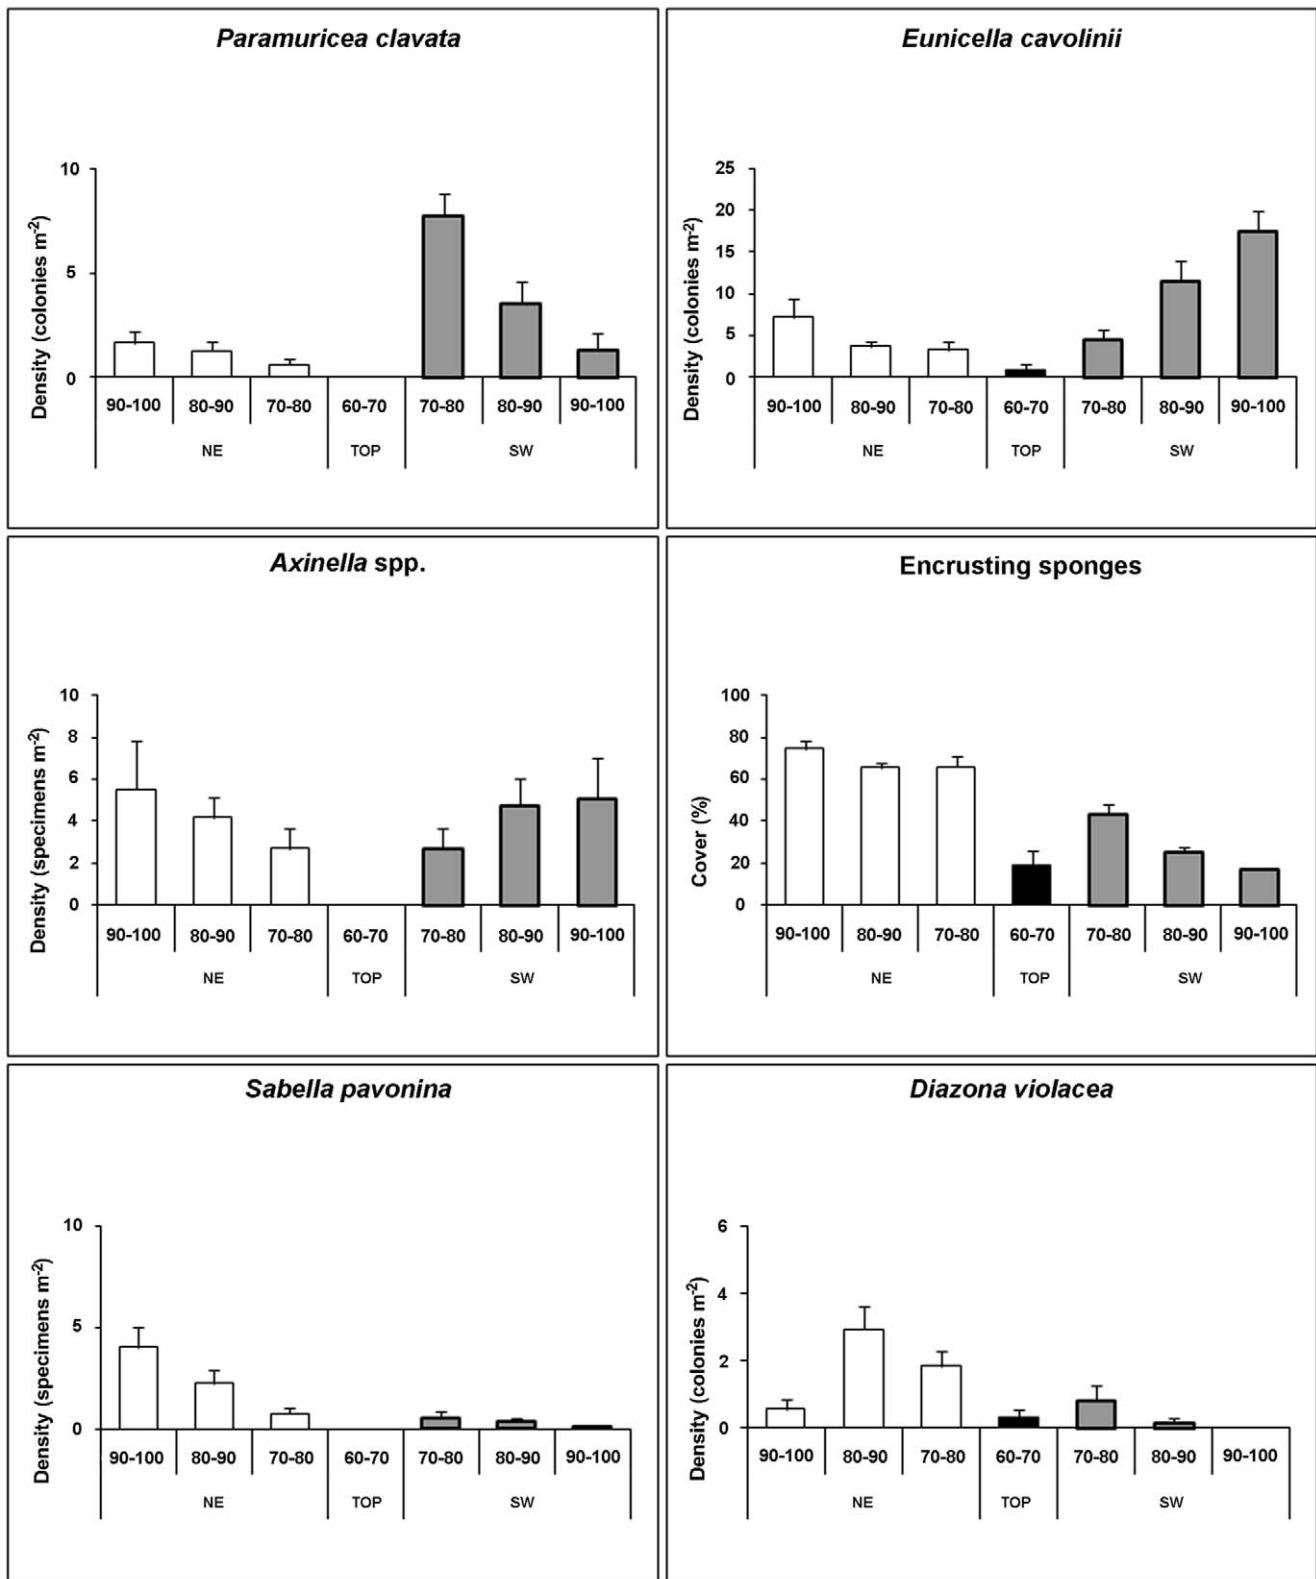 Paramuricea clavata
Density (colonies m-2)
10
5
0
90-100 80-90 70-80 60-70 70-80 80-90 90-100
NE TOP SW
Eunicella cavolinii
Density (colonies m-2)
25
20
15
10
5
0
90-100 80-90 70-80 60-70 70-80 80-90 90-100
NE TOP SW
Axinella spp.
Density (specimens m-2)
10
8
6
4
2
0
90-100 80-90 70-80 60-70 70-80 80-90 90-100
NE TOP SW
Encrusting sponges
Cover (%)
100
80
60
40
20
0
90-100 80-90 70-80 60-70 70-80 80-90 90-100
NE TOP SW
Sabella pavonina
Density (specimens m-2)
10
5
0
90-100 80-90 70-80 60-70 70-80 80-90 90-100
NE TOP SW
Diazona violacea
Density (colonies m-2)
6
4
2
0
90-100 80-90 70-80 60-70 70-80 80-90 90-100
NE TOP SW